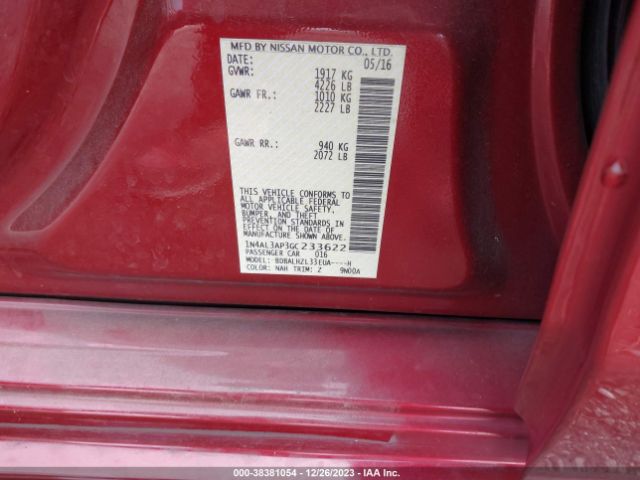 MFD BY NISSAN MOTOR CO., LTD.
DATE: 05/16
GVWR: 1917 KG
4226 LB
GAWR FR.: 1010 KG
2227 LB
GAWR RR.: 940 KG
2072 LB
THIS VEHICLE CONFORMS TO
ALL APPLICABLE FEDERAL
MOTOR VEHICLE SAFETY,
BUMPER, AND THEFT
PREVENTION STANDARDS IN
EFFECT ON THE DATE OF
MANUFACTURE SHOWN ABOVE.
1N4AL3AP3GC233622
PASSENGER CAR 016
MODEL: BDBALHZL33EUA----H
COLOR: NAH TRIM: Z 9N00A
000-38381054 - 12/26/2023 - IAA Inc.